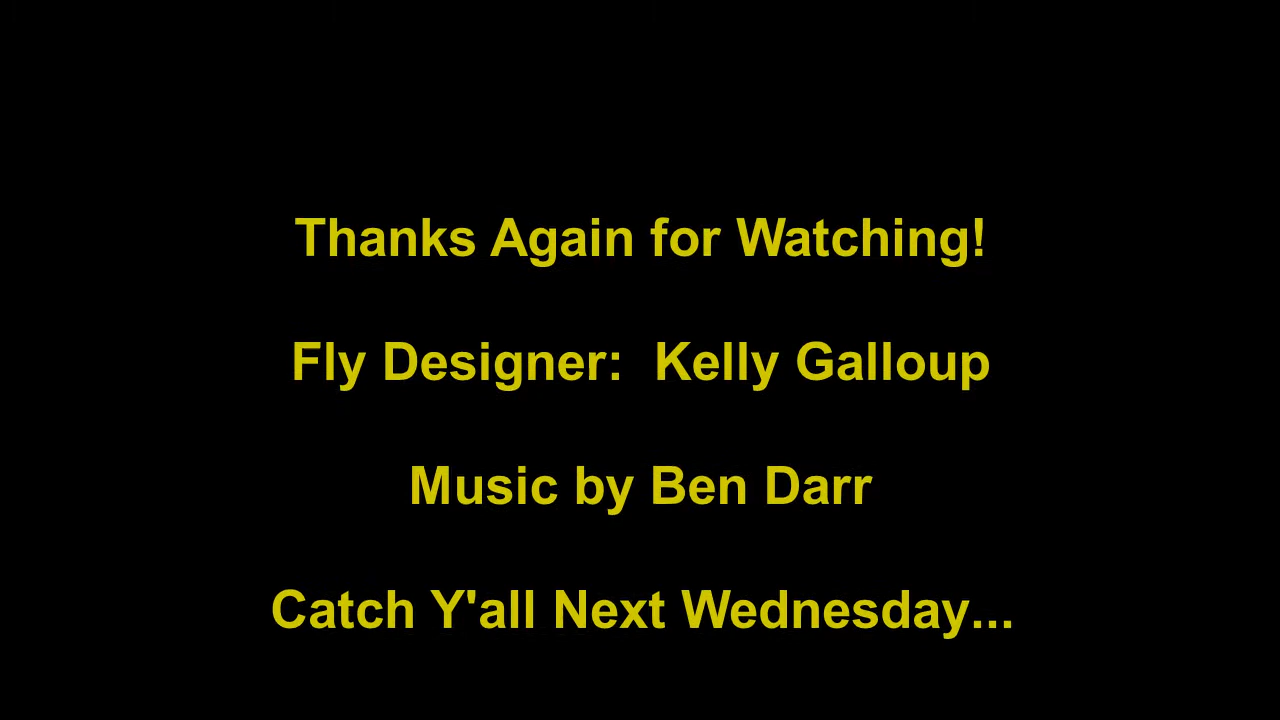 Thanks Again for Watching!
Fly Designer:  Kelly Galloup
Music by Ben Darr
Catch Y'all Next Wednesday...